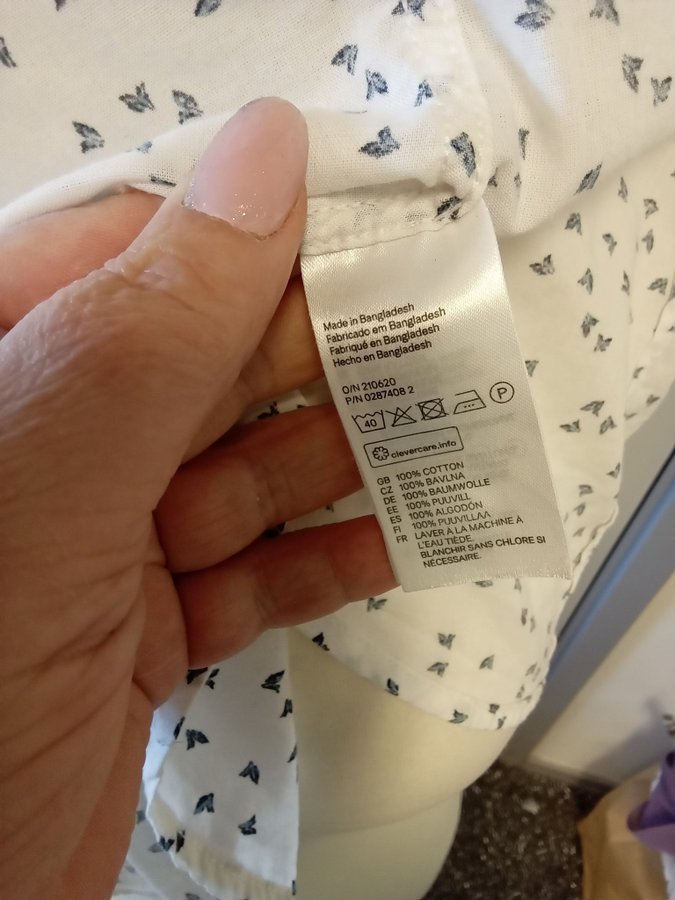 Made in Bangladesh
Fabricado em Bangladesh
Fabriqué en Bangladesh
Hecho en Bangladesh
O/N 210620
P/N 0287408 2
40 P
clevercare.info
GB 100% COTTON
CZ 100% BAVLNA
DE 100% BAUMWOLLE
EE 100% PUUVILL
ES 100% ALGODÓN
FI 100% PUUVILLAA
FR LAVER A LA MACHINE À
L'EAU TIÈDE.
BLANCHIR SANS CHLORE SI
NÉCESSAIRE.